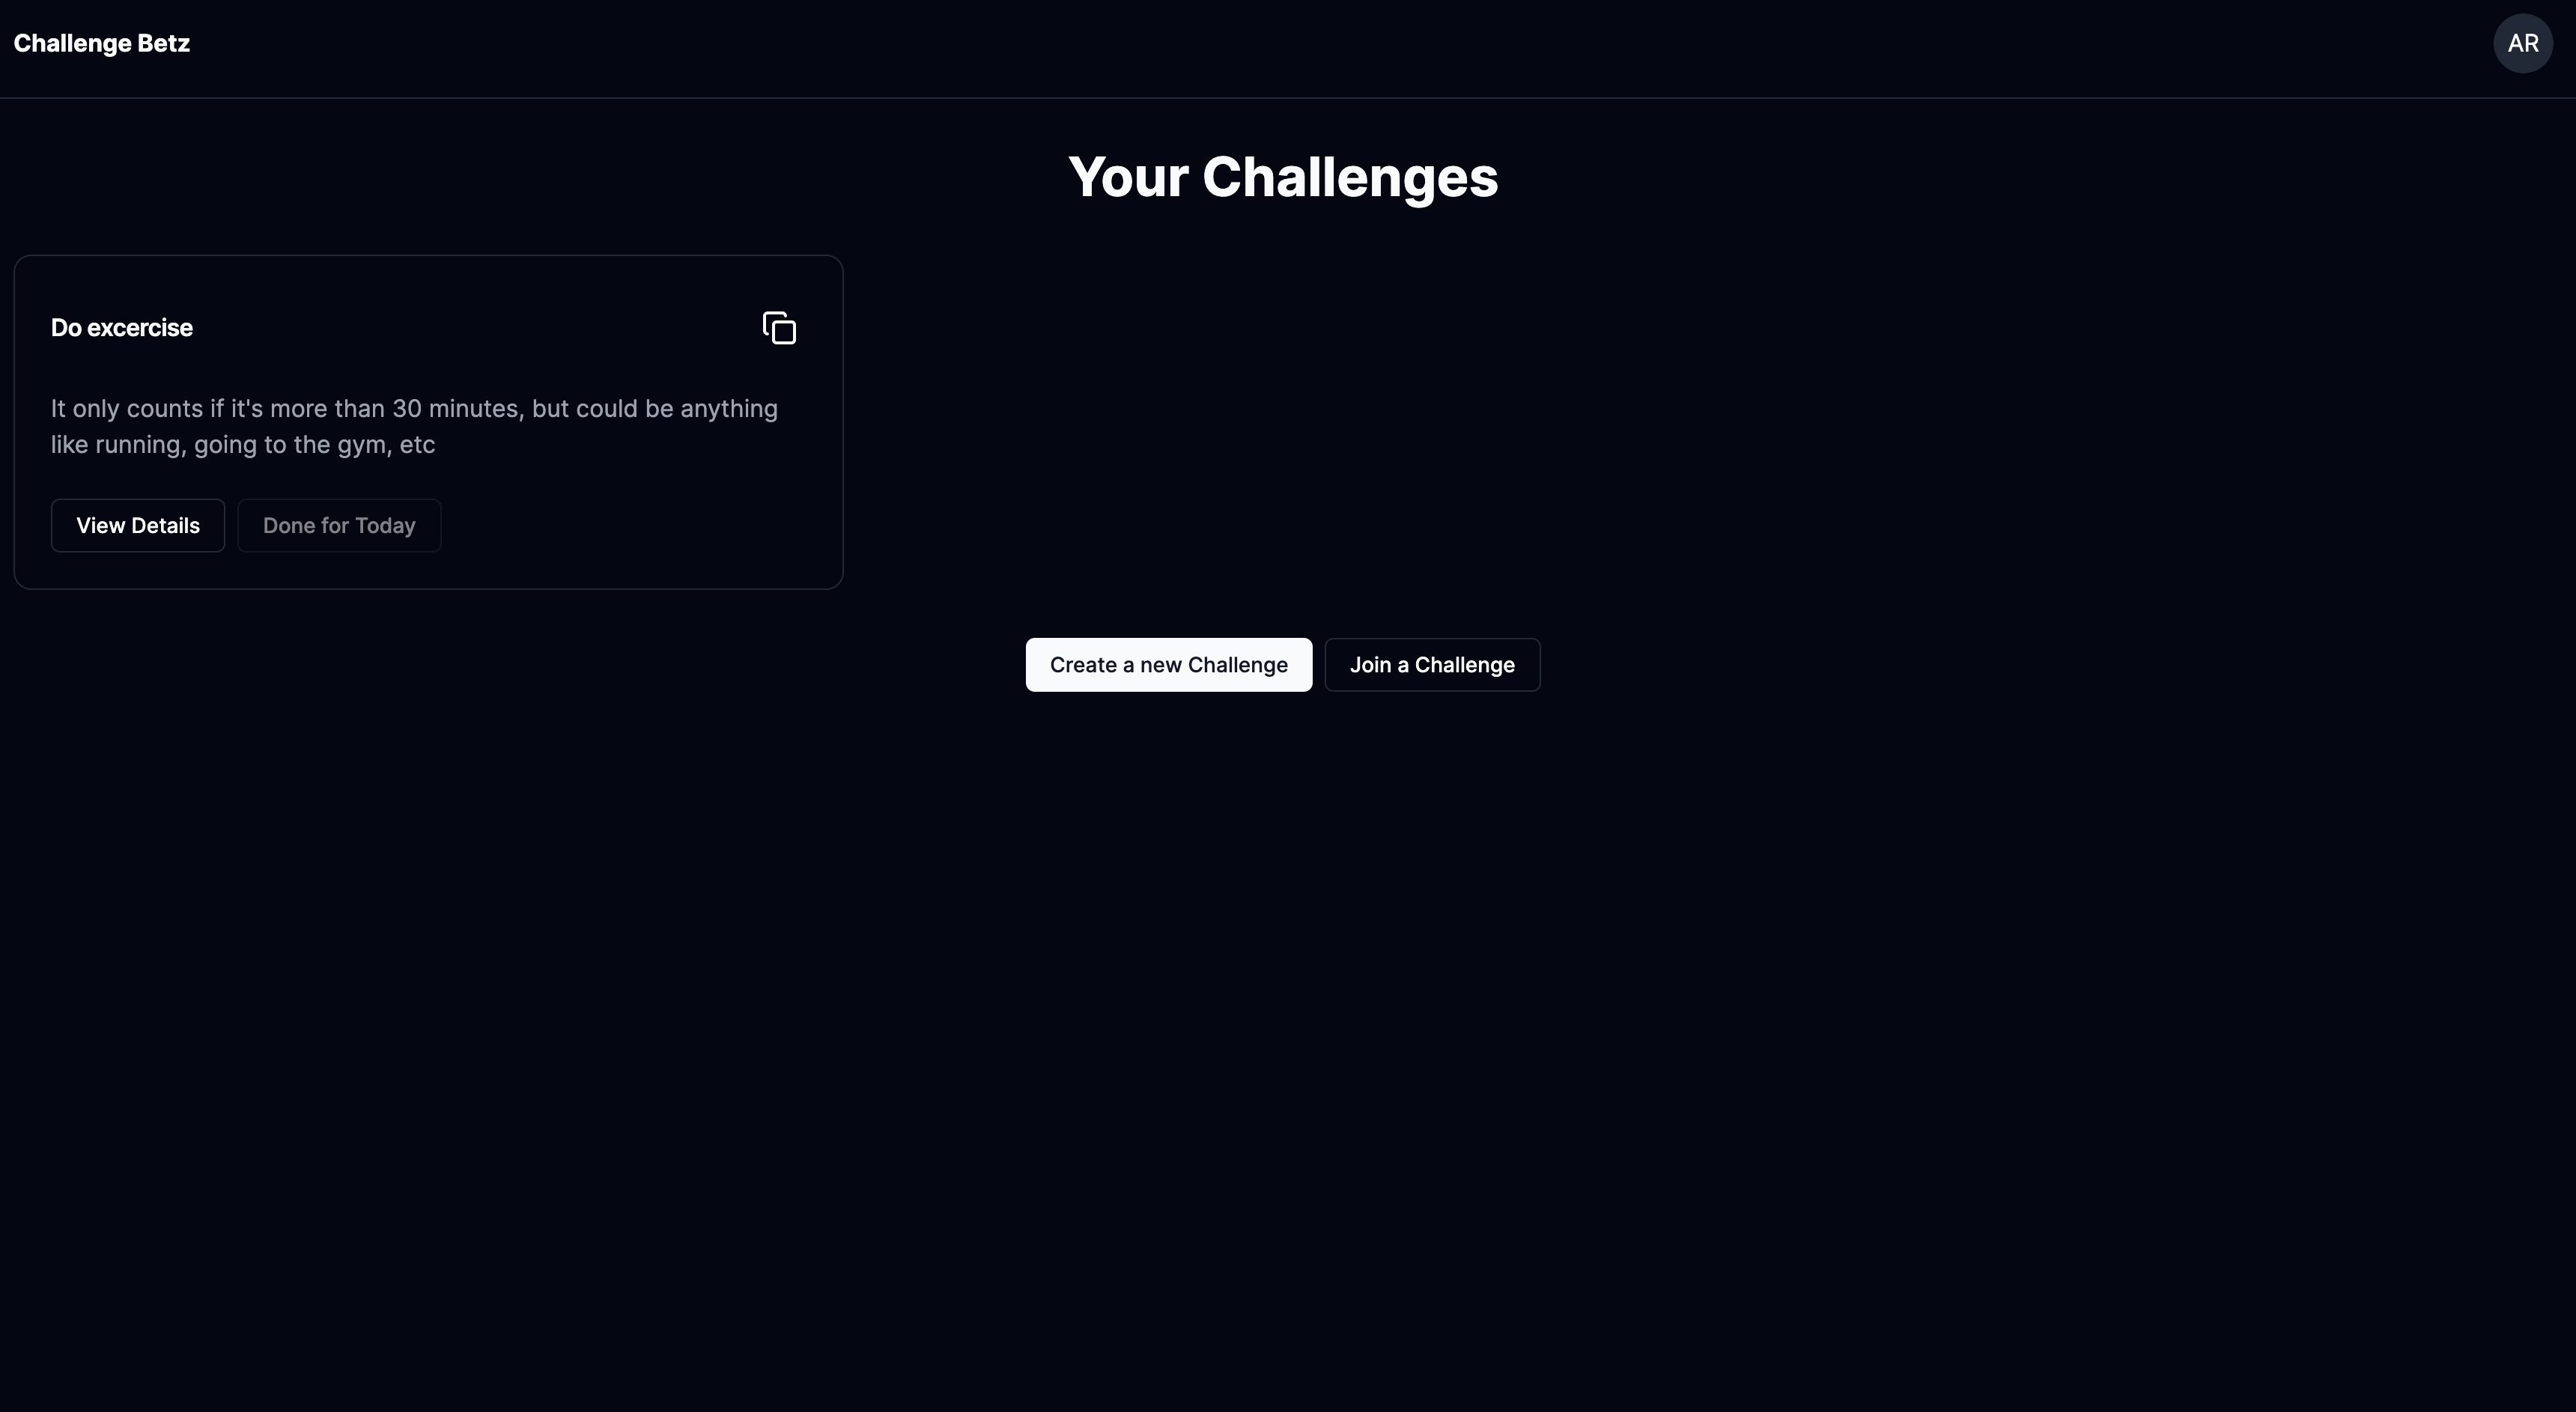 Challenge Betz
AR
Your Challenges
Do excercise
It only counts if it's more than 30 minutes, but could be anything
like running, going to the gym, etc
View Details
Done for Today
Create a new Challenge
Join a Challenge